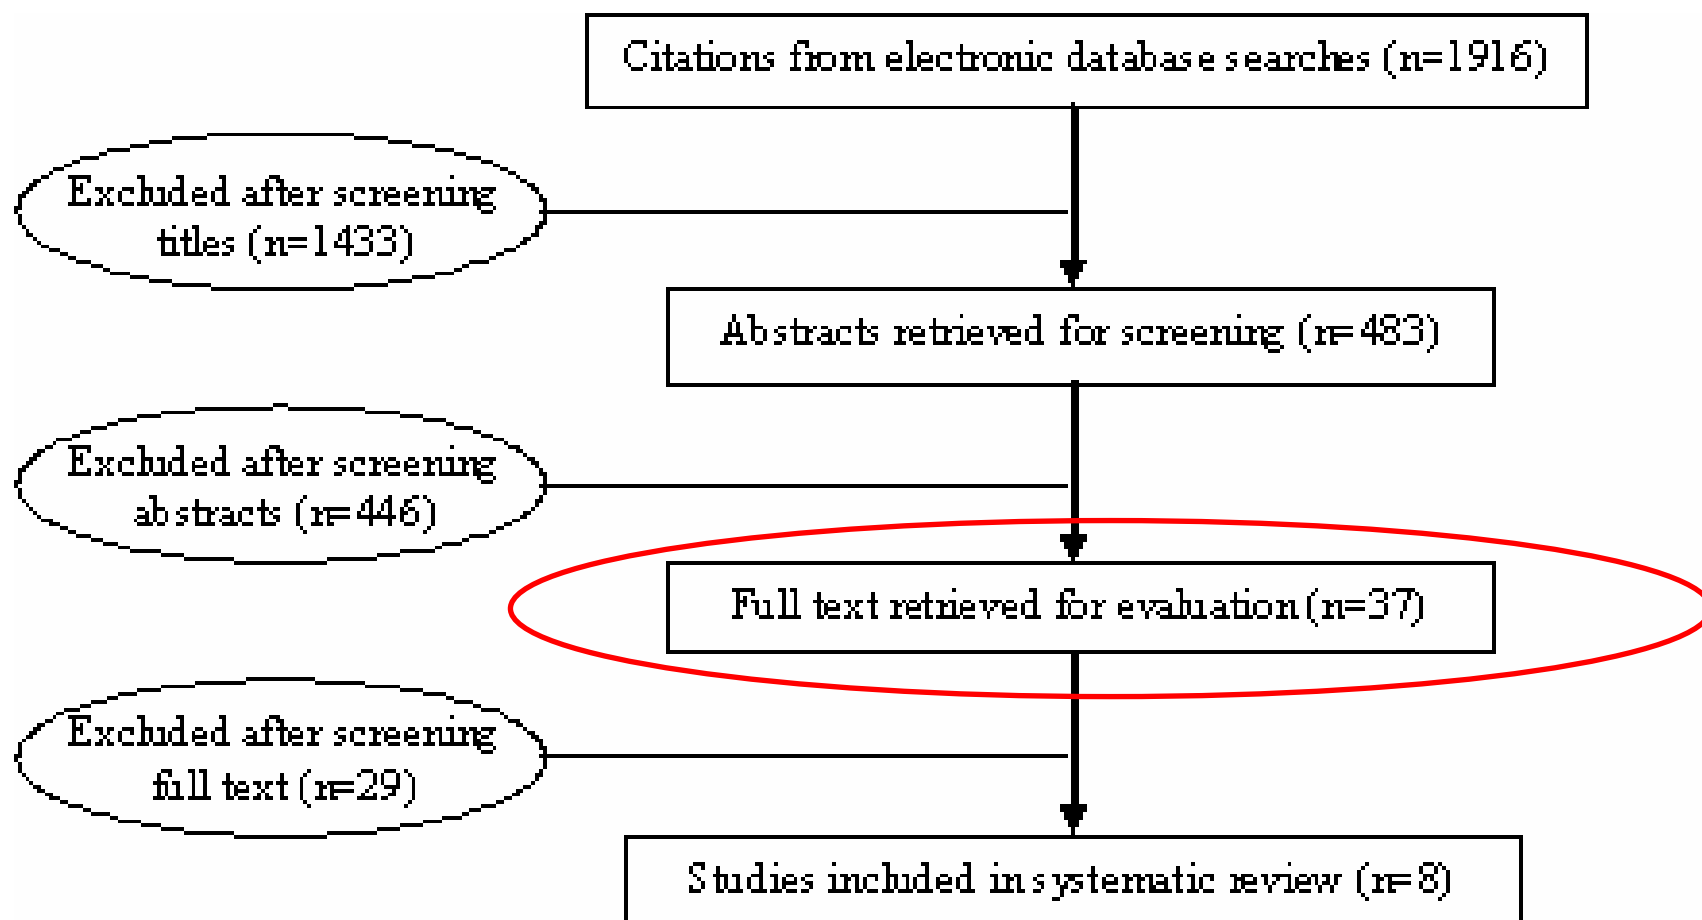 Citations from electronic database searches (n=1916)
Excluded after screening
titles (n=1433)
Abstracts retrieved for screening (n=483)
Excluded after screening
abstracts (n=446)
Full text retrieved for evaluation (n=37)
Excluded after screening
full text (n=29)
Studies included in systematic review (n=8)